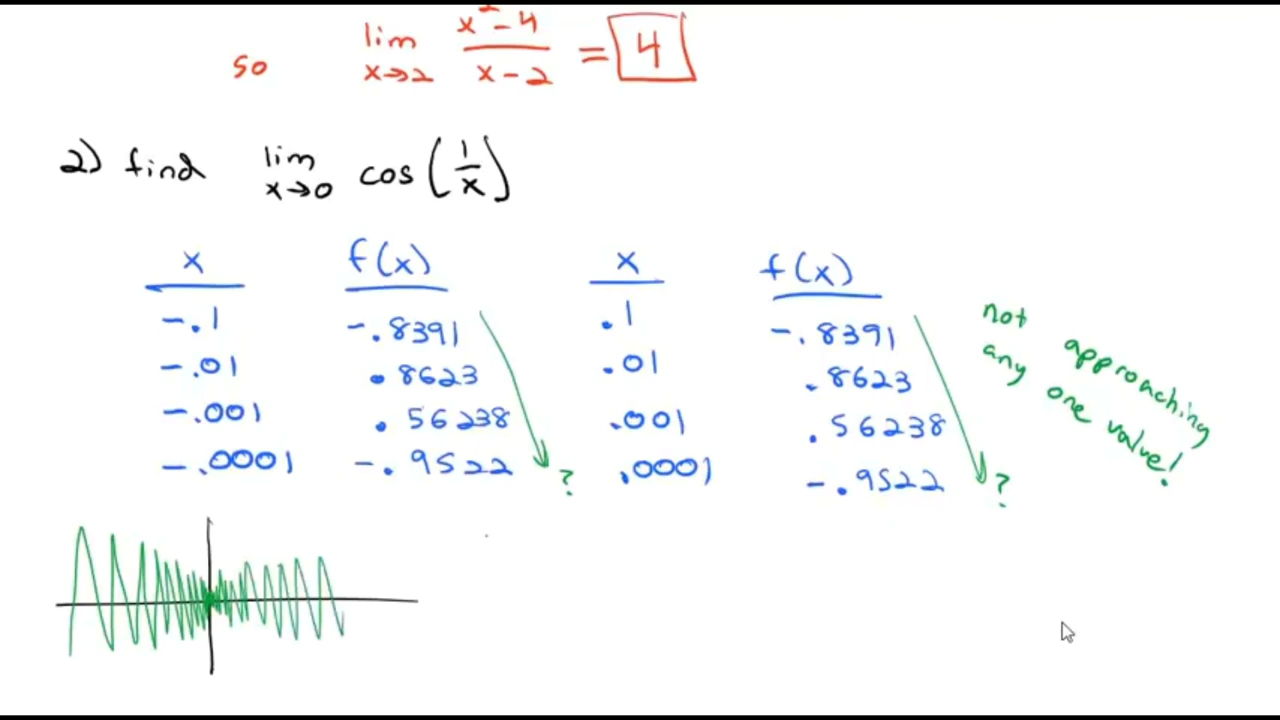 so lim x→2 x²-4 / x-2 = 4
2) find lim x→0 cos(1/x)
x f(x) x f(x)
-.1 -.8391 .1 -.8391
-.01 .8623 .01 .8623
-.001 .56238 .001 .56238
-.0001 -.9522 ? .0001 -.9522 ?
not approaching
any one value!